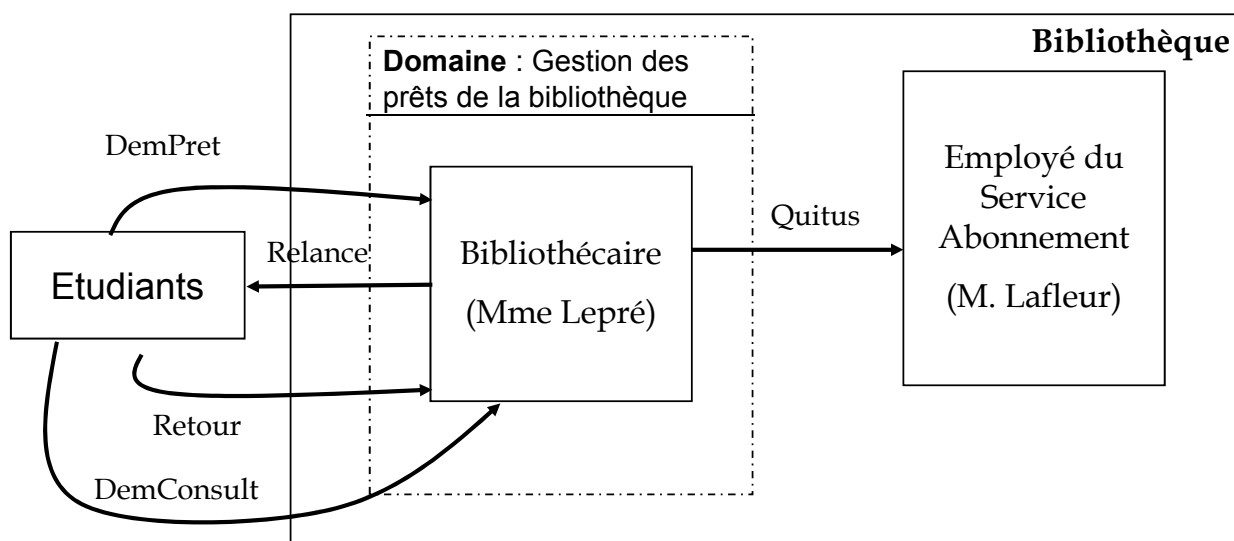 Bibliothèque
Domaine : Gestion des
prêts de la bibliothèque
DemPret
Etudiants
Relance
Bibliothécaire
(Mme Lepré)
Quitus
Employé du
Service
Abonnement
(M. Lafleur)
Retour
DemConsult